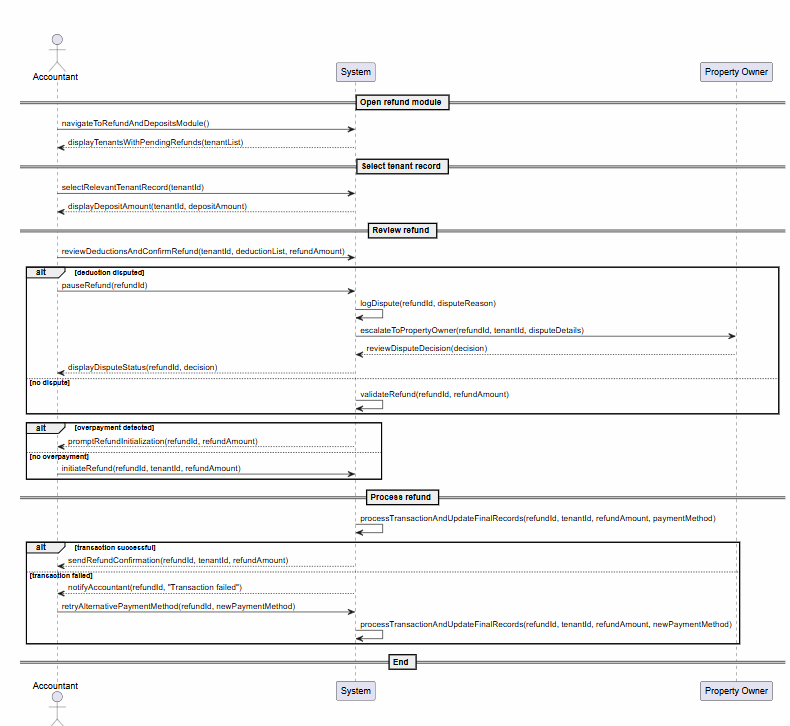 Accountant
System
Property Owner
Open refund module
navigateToRefundAndDepositsModule()
displayTenantsWithPendingRefunds(tenantList)
Select tenant record
selectRelevantTenantRecord(tenantId)
displayDepositAmount(tenantId, depositAmount)
Review refund
reviewDeductionsAndConfirmRefund(tenantId, deductionList, refundAmount)
alt [deduction disputed]
pauseRefund(refundId)
logDispute(refundId, disputeReason)
escalateToPropertyOwner(refundId, tenantId, disputeDetails)
reviewDisputeDecision(decision)
displayDisputeStatus(refundId, decision)
[no dispute]
validateRefund(refundId, refundAmount)
alt [overpayment detected]
promptRefundInitialization(refundId, refundAmount)
[no overpayment]
initiateRefund(refundId, tenantId, refundAmount)
Process refund
processTransactionAndUpdateFinalRecords(refundId, tenantId, refundAmount, paymentMethod)
alt [transaction successful]
sendRefundConfirmation(refundId, tenantId, refundAmount)
[transaction failed]
notifyAccountant(refundId, "Transaction failed")
retryAlternativePaymentMethod(refundId, newPaymentMethod)
processTransactionAndUpdateFinalRecords(refundId, tenantId, refundAmount, newPaymentMethod)
End
Accountant
System
Property Owner